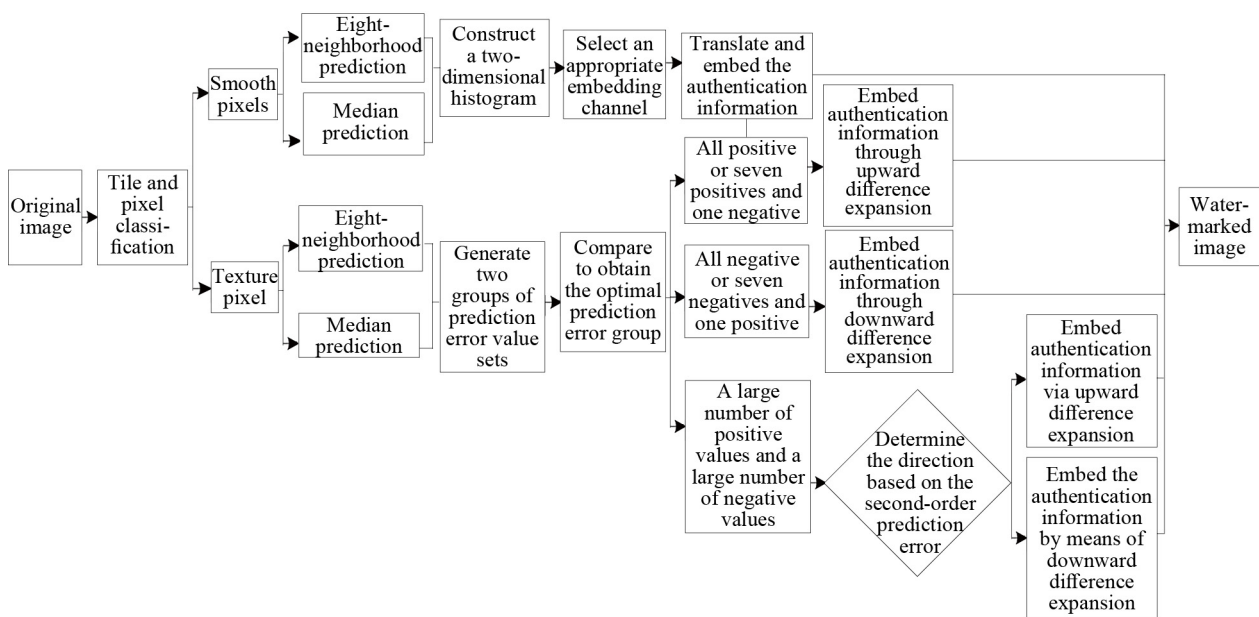 Original
image
Tile and
pixel
classi-
fication
Smooth
pixels
Eight-
neighborhood
prediction
Median
prediction
Construct
a two-
dimensional
histogram
Select an
appropriate
embedding
channel
Translate and
embed the
authentication
information
Texture
pixel
Eight-
neighborhood
prediction
Median
prediction
Generate
two
groups of
prediction
error value
sets
Compare
to obtain
the optimal
prediction
error group
All positive
or seven
positives and
one negative
Embed
authentication
information
through
upward
difference
expansion
All negative
or seven
negatives and
one positive
Embed
authentication
information
through
downward
difference
expansion
A large
number of
positive
values and a
large number
of negative
values
Determine
the direction
based on the
second-order
prediction
error
Embed
authentication
information
via upward
difference
expansion
Embed the
authentication
information
by means of
downward
difference
expansion
Water-
marked
image